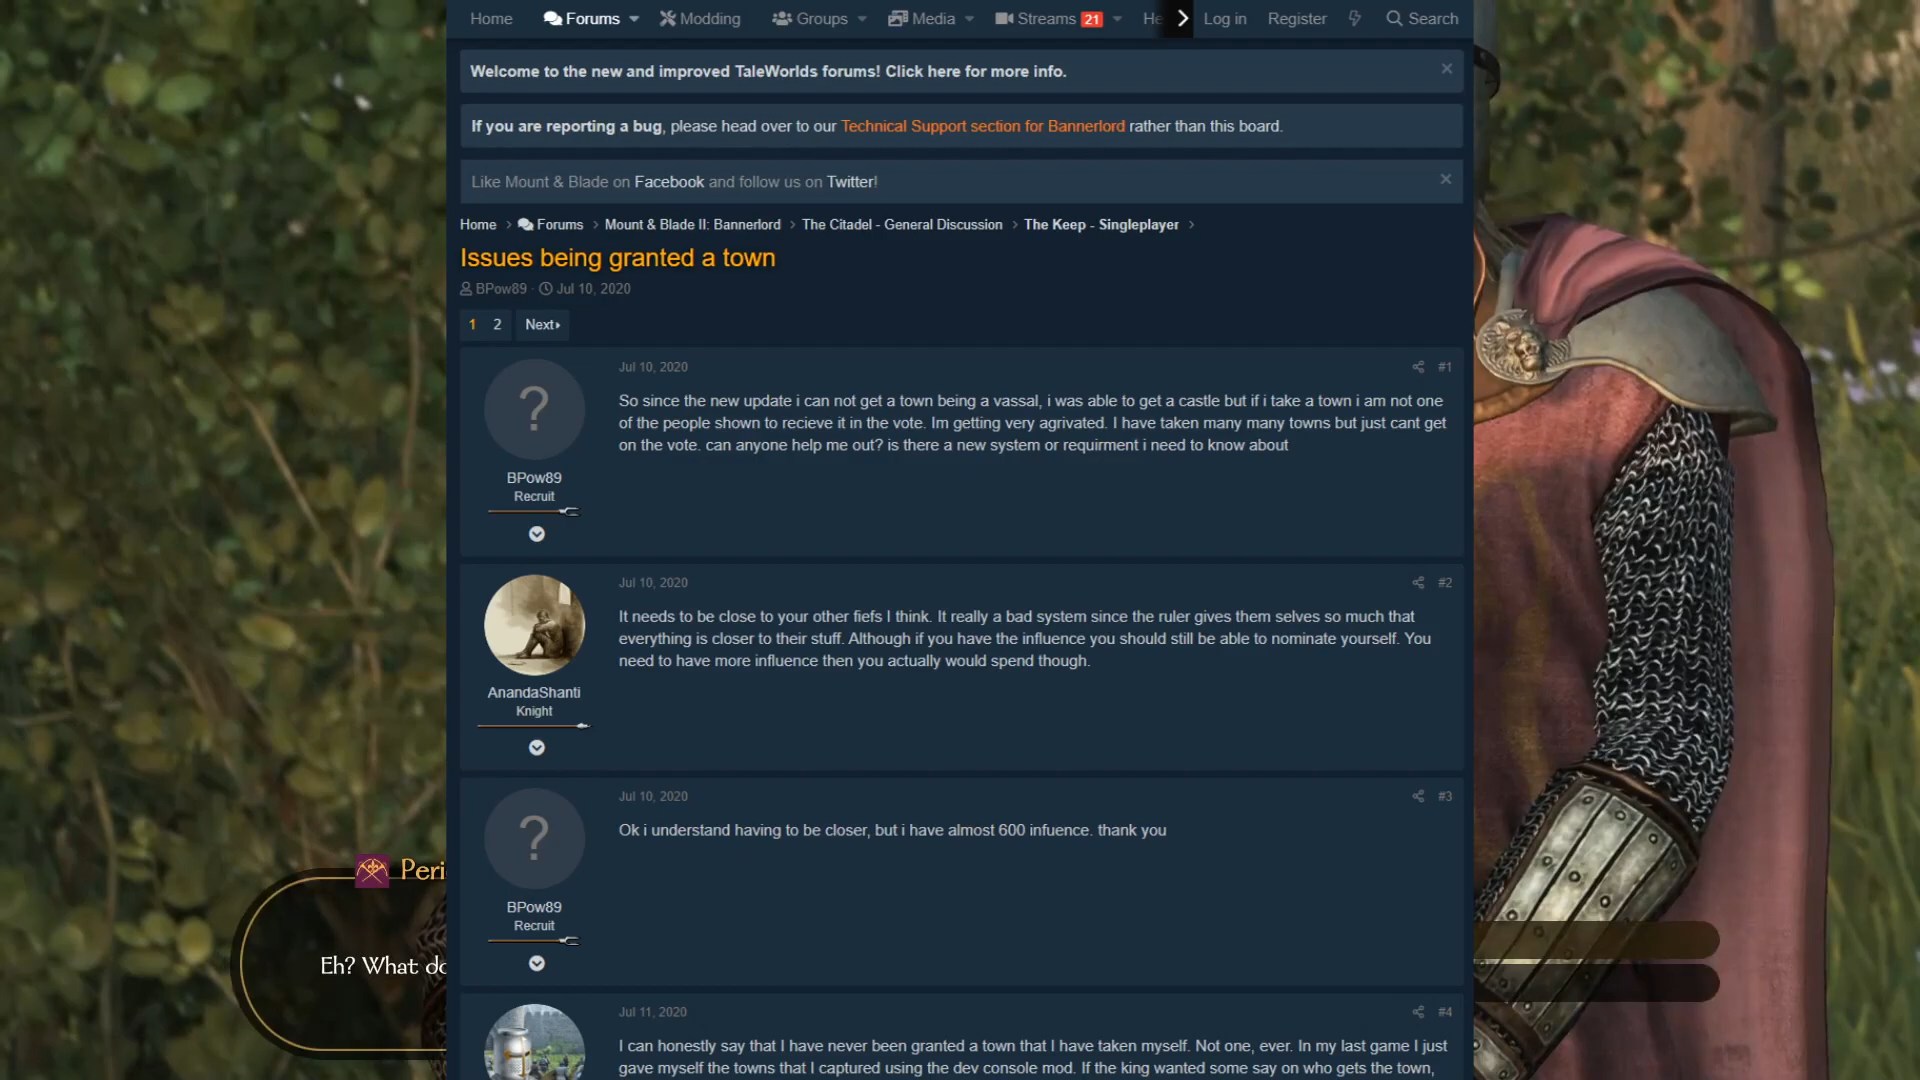 Home Forums Modding Groups Media Streams 21 He Log in Register Search
Welcome to the new and improved TaleWorlds forums! Click here for more info.
If you are reporting a bug, please head over to our Technical Support section for Bannerlord rather than this board.
Like Mount & Blade on Facebook and follow us on Twitter!
Home Forums Mount & Blade II: Bannerlord The Citadel - General Discussion The Keep - Singleplayer
Issues being granted a town
BPow89 · Jul 10, 2020
1 2 Next
Jul 10, 2020 #1
So since the new update i can not get a town being a vassal, i was able to get a castle but if i take a town i am not one
of the people shown to recieve it in the vote. Im getting very agrivated. I have taken many many towns but just cant get
on the vote. can anyone help me out? is there a new system or requirment i need to know about
BPow89
Recruit
Jul 10, 2020 #2
It needs to be close to your other fiefs I think. It really a bad system since the ruler gives them selves so much that
everything is closer to their stuff. Although if you have the influence you should still be able to nominate yourself. You
need to have more influence then you actually would spend though.
AnandaShanti
Knight
Jul 10, 2020 #3
Ok i understand having to be closer, but i have almost 600 infuence. thank you
BPow89
Recruit
Jul 11, 2020 #4
I can honestly say that I have never been granted a town that I have taken myself. Not one, ever. In my last game I just
gave myself the towns that I captured using the dev console mod. If the king wanted some say on who gets the town,
Peri
Eh? What do